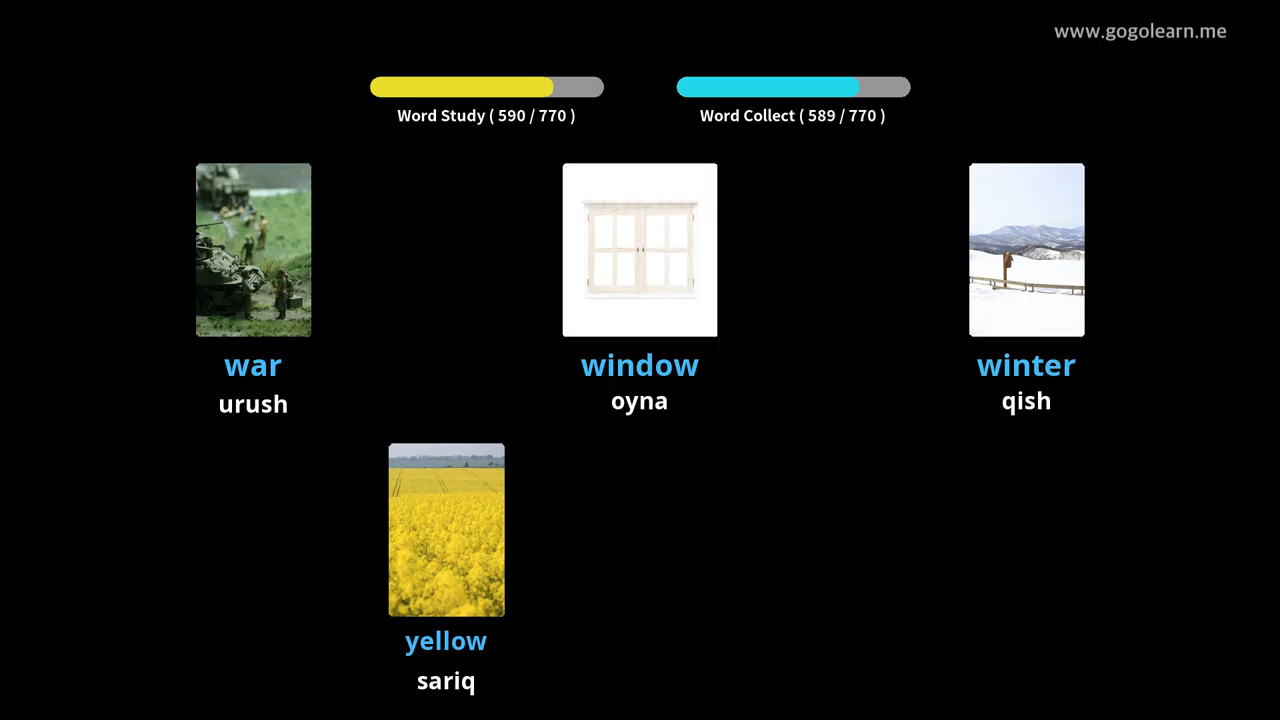 www.gogolearn.me
Word Study ( 590 / 770 )
Word Collect ( 589 / 770 )
war
urush
window
oyna
winter
qish
yellow
sariq